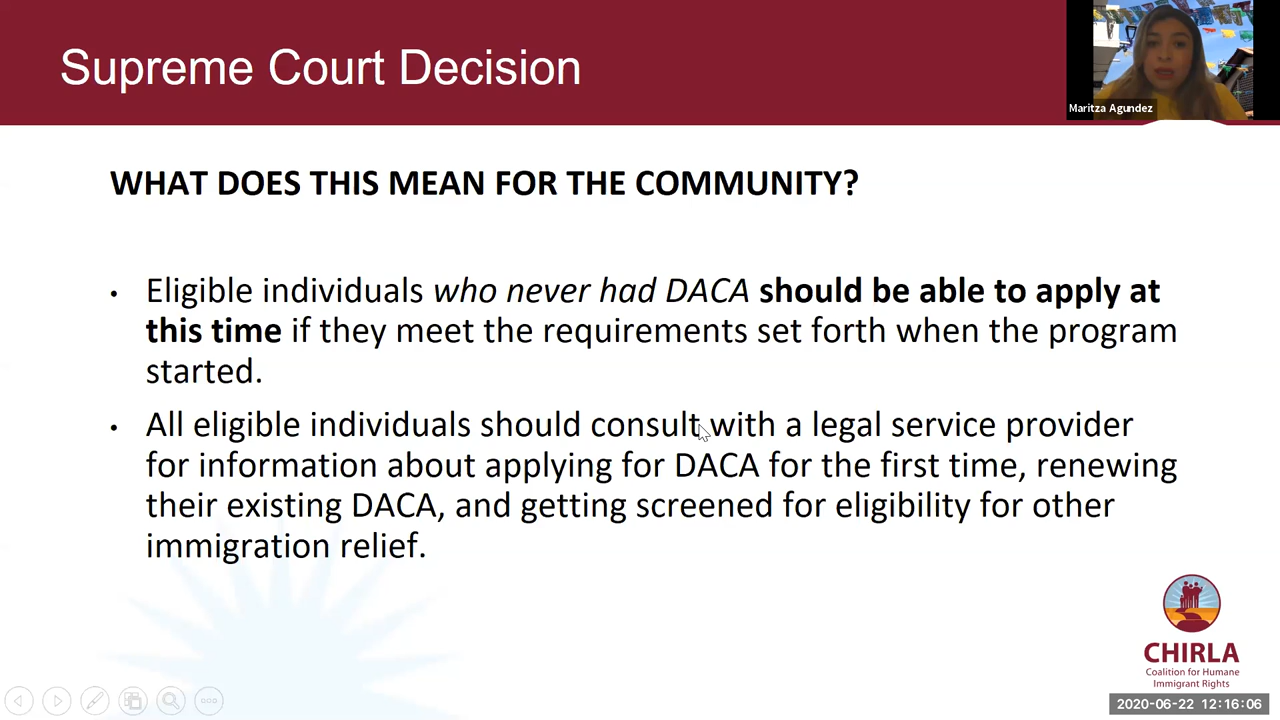 Supreme Court Decision
Maritza Agundez
WHAT DOES THIS MEAN FOR THE COMMUNITY?
• Eligible individuals who never had DACA should be able to apply at
this time if they meet the requirements set forth when the program
started.
• All eligible individuals should consult with a legal service provider
for information about applying for DACA for the first time, renewing
their existing DACA, and getting screened for eligibility for other
immigration relief.
CHIRLA
Coalition for Humane
Immigrant Rights
2020-06-22 12:16:06